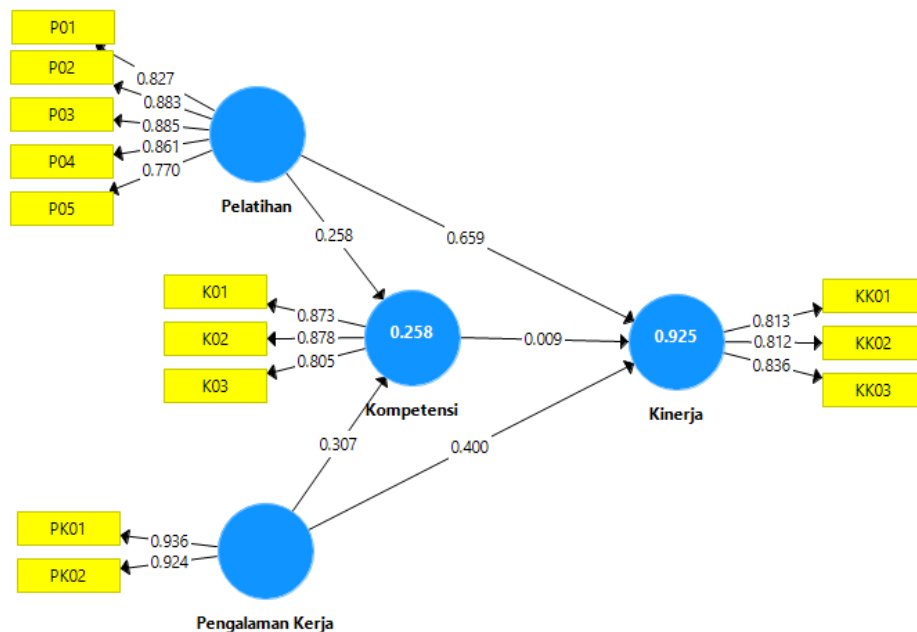 P01
P02
P03
P04
P05
0.827
0.883
0.885
0.861
0.770
Pelatihan
0.258
0.659
K01
K02
K03
0.873
0.878
0.805
0.258
Kompetensi
0.009
0.925
Kinerja
0.813
0.812
0.836
KK01
KK02
KK03
0.307
0.400
PK01
PK02
0.936
0.924
Pengalaman Kerja